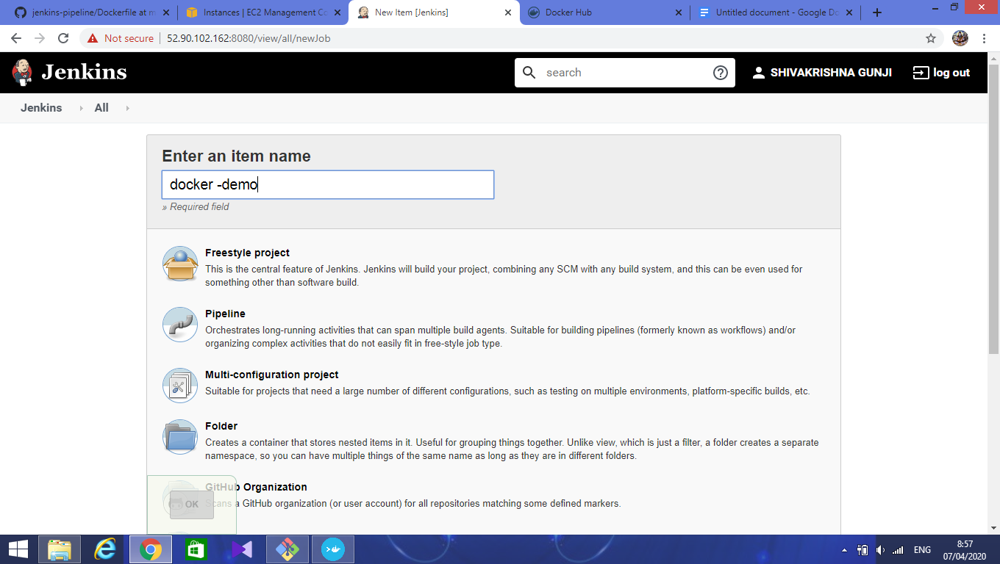 jenkins-pipeline/Dockerfile at m
Instances | EC2 Management Co
New Item [Jenkins]
Docker Hub
Untitled document - Google Do
Not secure
52.90.102.162:8080/view/all/newJob
Jenkins
search
SHIVAKRISHNA GUNJI
log out
Jenkins
All
Enter an item name
docker -demo
» Required field
Freestyle project
This is the central feature of Jenkins. Jenkins will build your project, combining any SCM with any build system, and this can be even used for
something other than software build.
Pipeline
Orchestrates long-running activities that can span multiple build agents. Suitable for building pipelines (formerly known as workflows) and/or
organizing complex activities that do not easily fit in free-style job type.
Multi-configuration project
Suitable for projects that need a large number of different configurations, such as testing on multiple environments, platform-specific builds, etc.
Folder
Creates a container that stores nested items in it. Useful for grouping things together. Unlike view, which is just a filter, a folder creates a separate
namespace, so you can have multiple things of the same name as long as they are in different folders.
GitHub Organization
Scans a GitHub organization (or user account) for all repositories matching some defined markers.
OK
ENG
8:57
07/04/2020